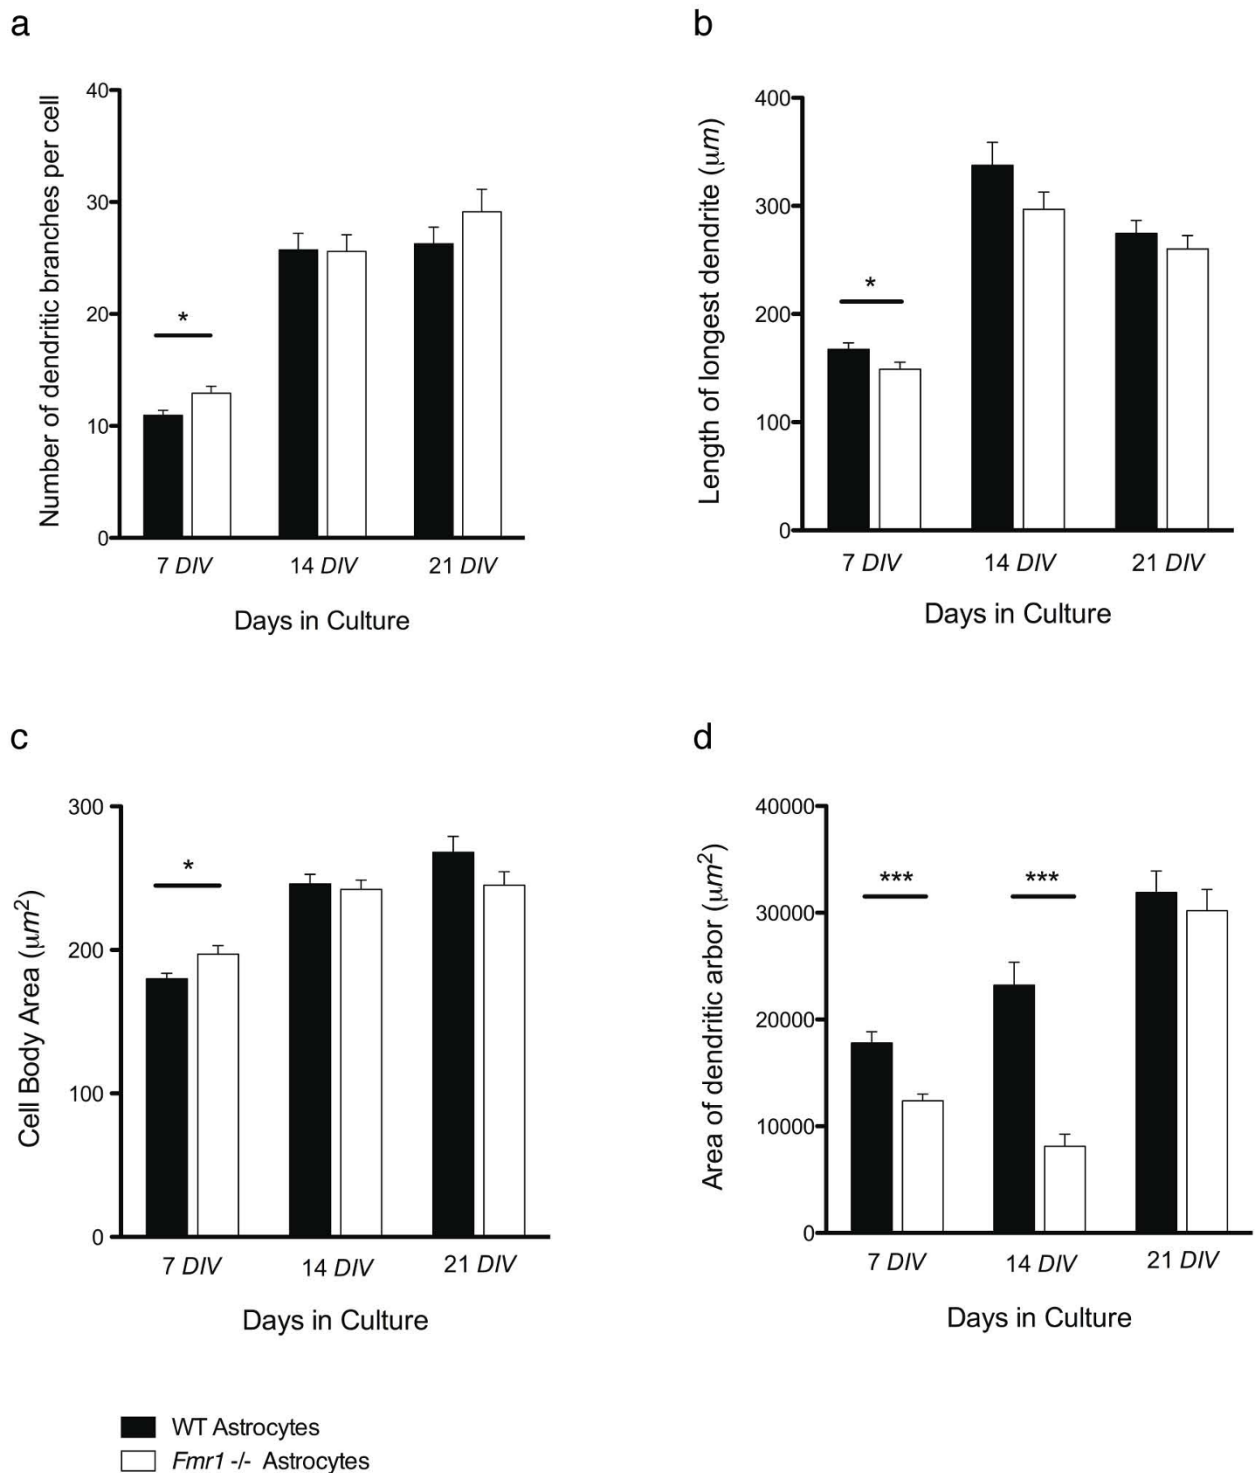 a
Number of dendritic branches per cell
40
30
20
10
0
*
7 DIV
14 DIV
21 DIV
Days in Culture
b
Length of longest dendrite (μm)
400
300
200
100
0
*
7 DIV
14 DIV
21 DIV
Days in Culture
c
Cell Body Area (μm²)
300
200
100
0
*
7 DIV
14 DIV
21 DIV
Days in Culture
d
Area of dendritic arbor (μm²)
40000
30000
20000
10000
0
***
***
7 DIV
14 DIV
21 DIV
Days in Culture
WT Astrocytes
Fmr1 -/- Astrocytes